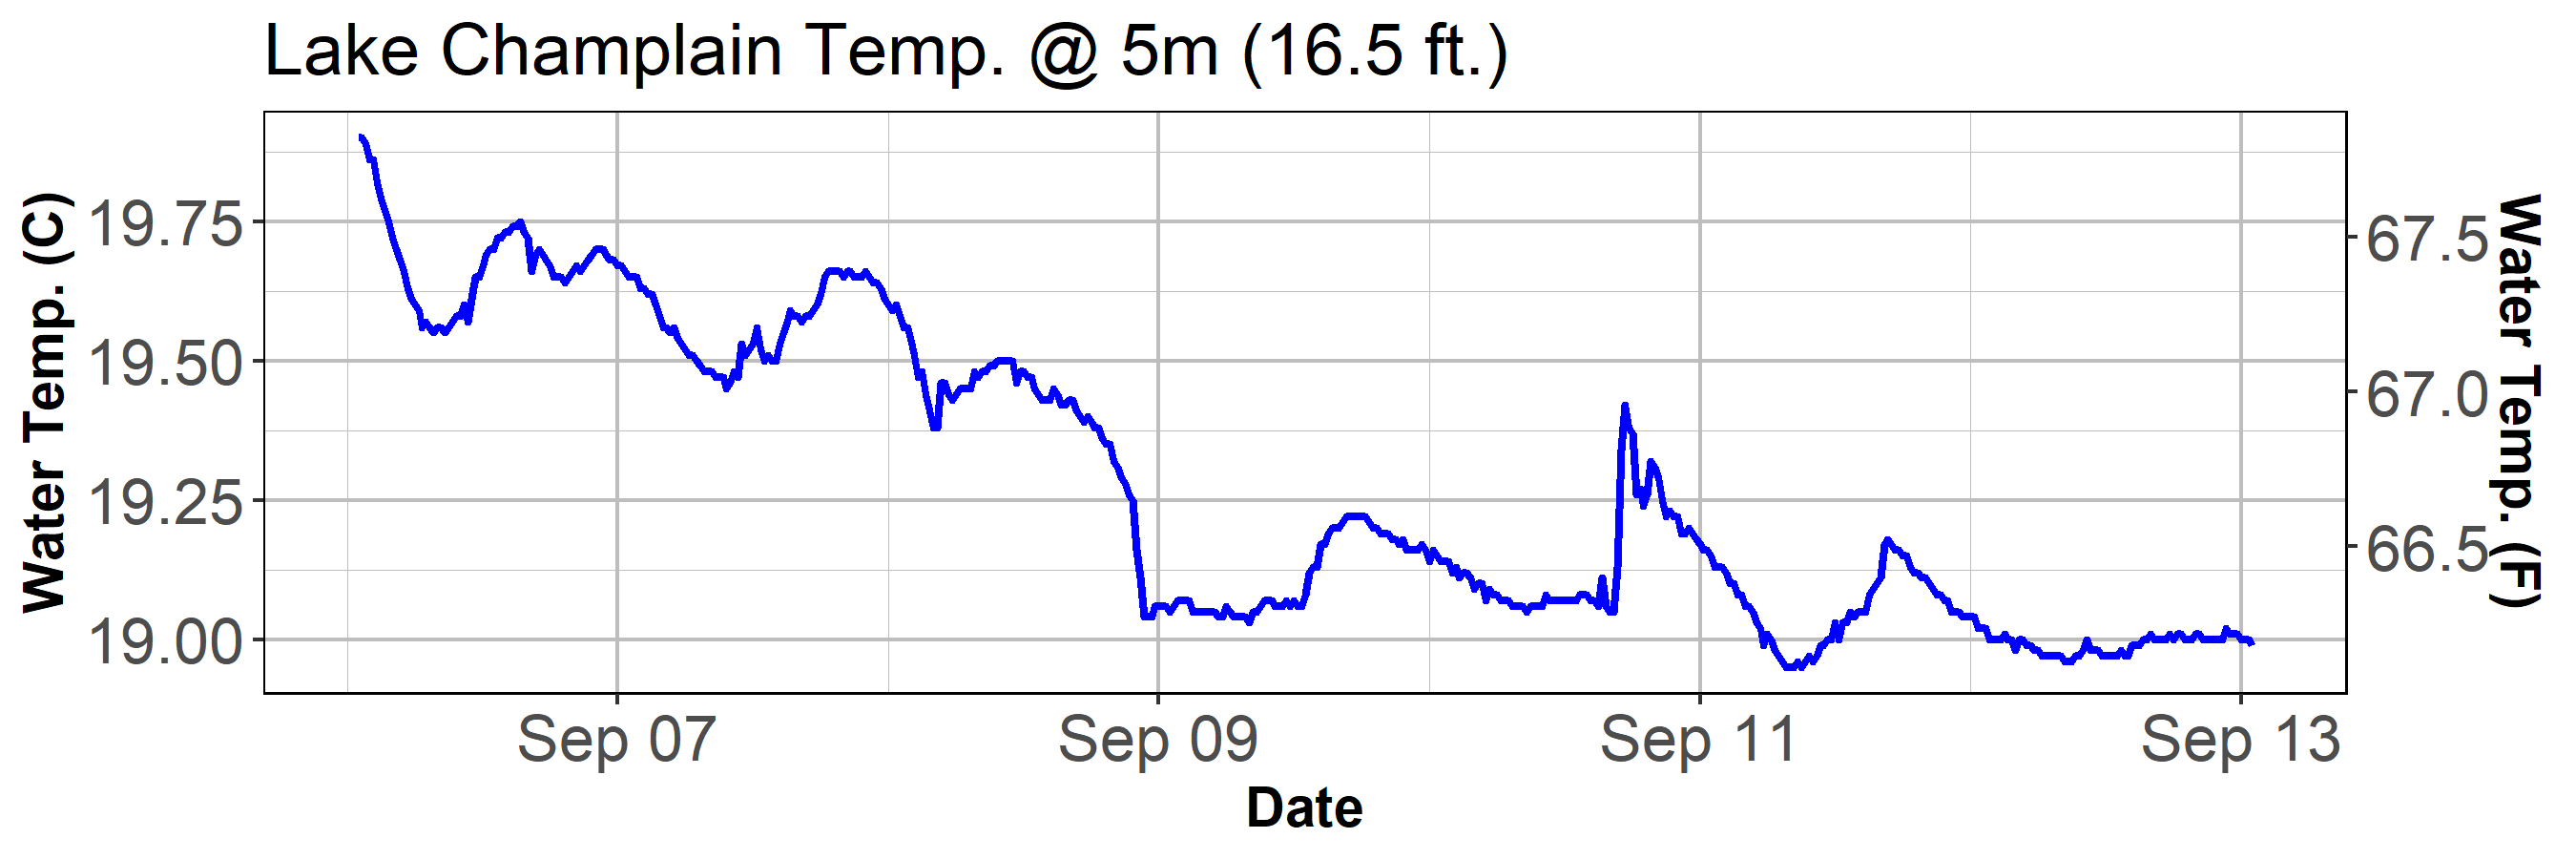 Lake Champlain Temp. @ 5m (16.5 ft.)
Water Temp. (C)
19.75
19.50
19.25
19.00
67.5
67.0
66.5
Water Temp. (F)
Sep 07
Sep 09
Sep 11
Sep 13
Date